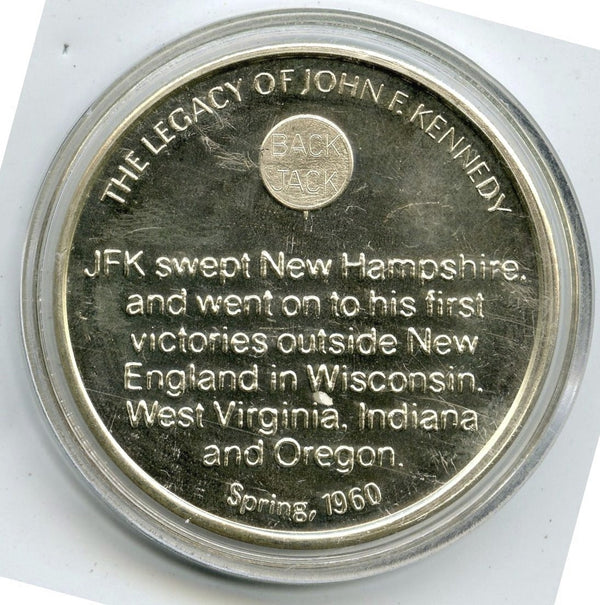 THE LEGACY OF JOHN F. KENNEDY
BACK
JACK
JFK swept New Hampshire,
and went on to his first
victories outside New
England in Wisconsin,
West Virginia, Indiana
and Oregon.
Spring, 1960